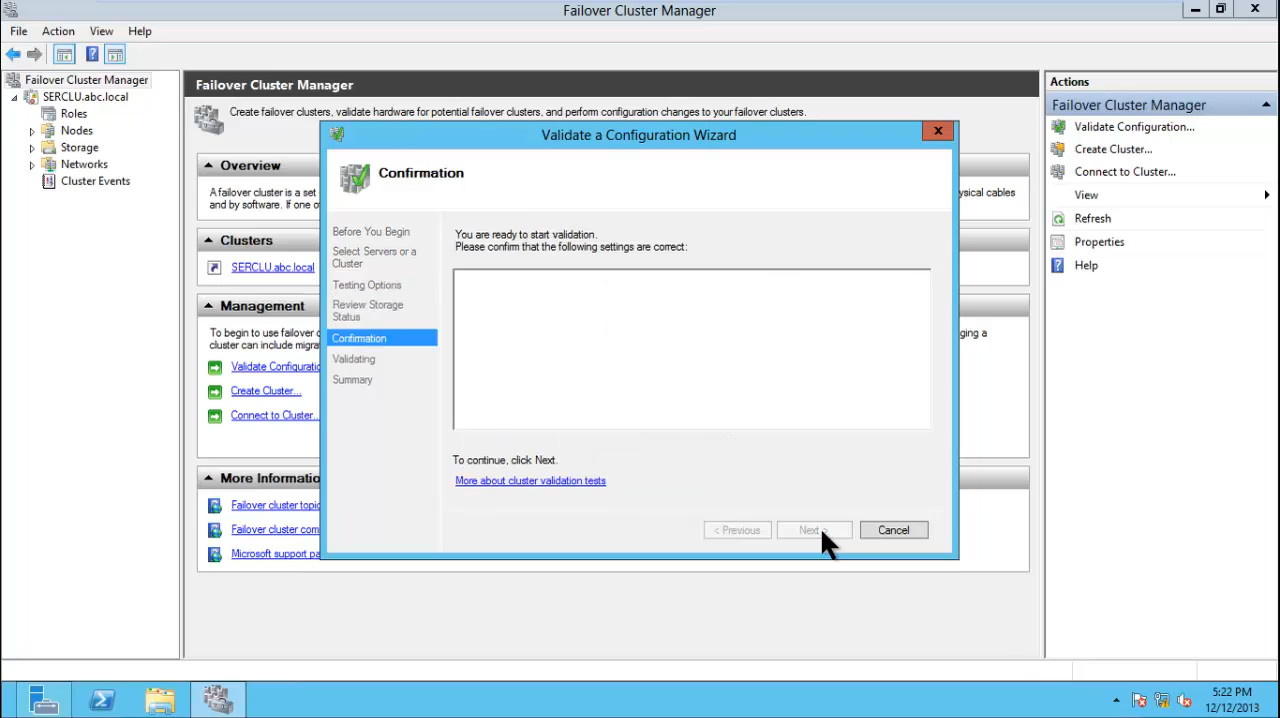 Failover Cluster Manager
File Action View Help
Failover Cluster Manager
SERCLU.abc.local
Roles
Nodes
Storage
Networks
Cluster Events
Failover Cluster Manager
Create failover clusters, validate hardware for potential failover clusters, and perform configuration changes to your failover clusters.
Overview
A failover cluster is a set
and by software. If one
ysical cables
Clusters
SERCLU.abc.local
Management
To begin to use failover
cluster can include migra
ging a
Validate Configuratio
Create Cluster...
Connect to Cluster...
More Informatio
Failover cluster topic
Failover cluster com
Microsoft support pa
Validate a Configuration Wizard
Confirmation
Before You Begin
Select Servers or a
Cluster
Testing Options
Review Storage
Status
Confirmation
Validating
Summary
You are ready to start validation.
Please confirm that the following settings are correct:
To continue, click Next.
More about cluster validation tests
< Previous
Next
Cancel
Actions
Failover Cluster Manager
Validate Configuration...
Create Cluster...
Connect to Cluster...
View
Refresh
Properties
Help
5:22 PM
12/12/2013